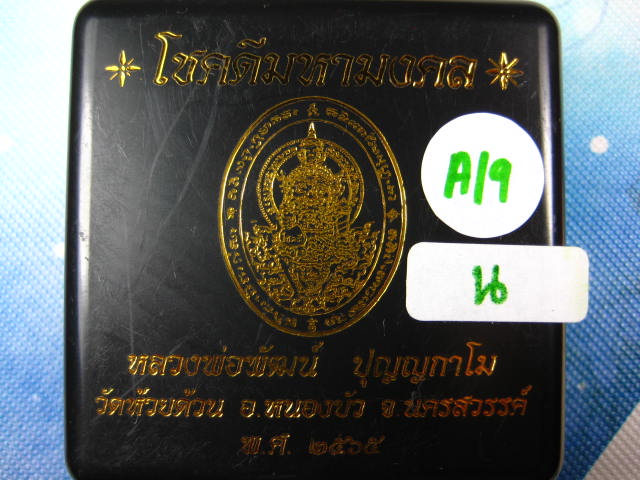 โชคดีมหามงคล
A/9
น
หลวงพ่อพัฒน์ ปุญญกาโม
วัดห้วยด้วน อ.หนองบัว จ.นครสวรรค์
พ.ศ. ๒๕๖๕